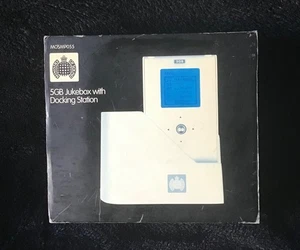 MOSMP055
5GB Jukebox with
Docking Station